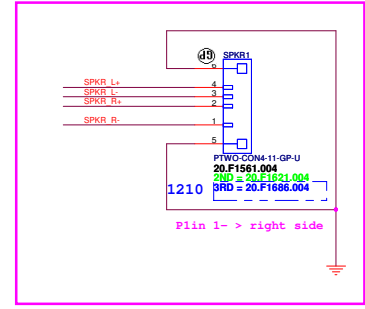 GP SPKR1
6
SPKR_L+ 4
SPKR_L- 3
SPKR_R+ 2
SPKR_R- 1
5
PTWO-CON4-11-GP-U
20.F1561.004
2ND = 20.F1621.004
1210 3RD = 20.F1686.004
P1in 1- > right side